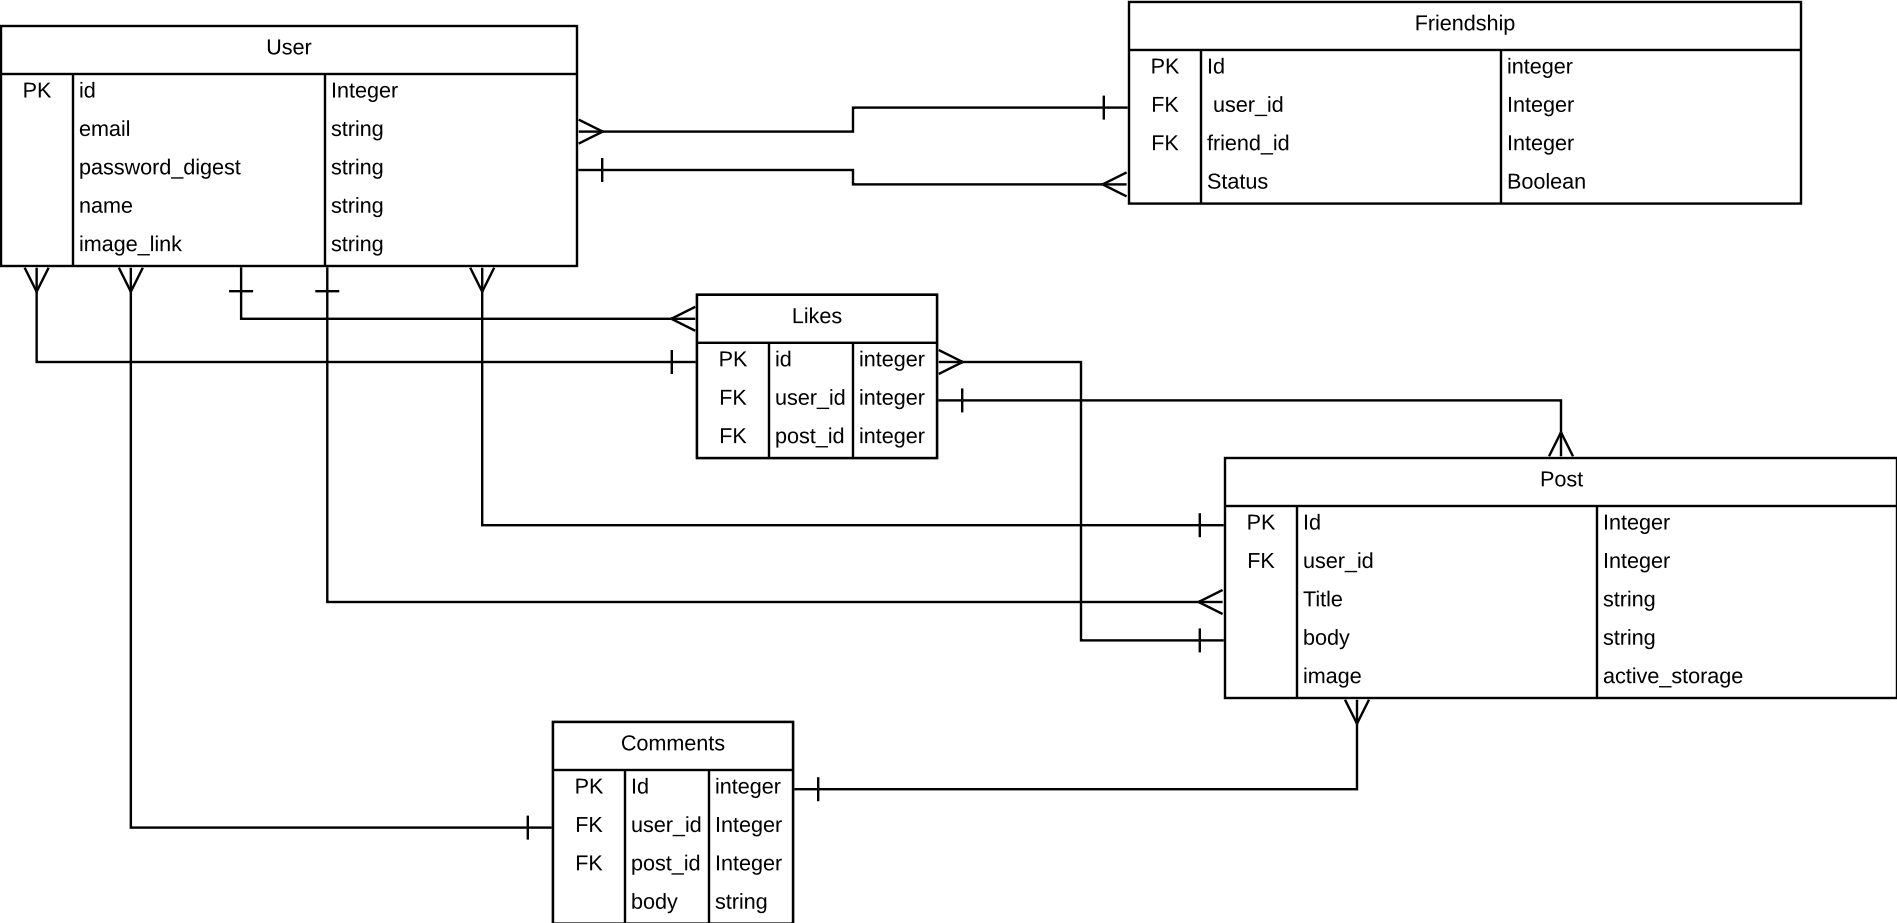 User
PK id Integer
email string
password_digest string
name string
image_link string
Friendship
PK Id integer
FK user_id Integer
FK friend_id Integer
Status Boolean
Likes
PK id integer
FK user_id integer
FK post_id integer
Post
PK Id Integer
FK user_id Integer
Title string
body string
image active_storage
Comments
PK Id integer
FK user_id Integer
FK post_id Integer
body string